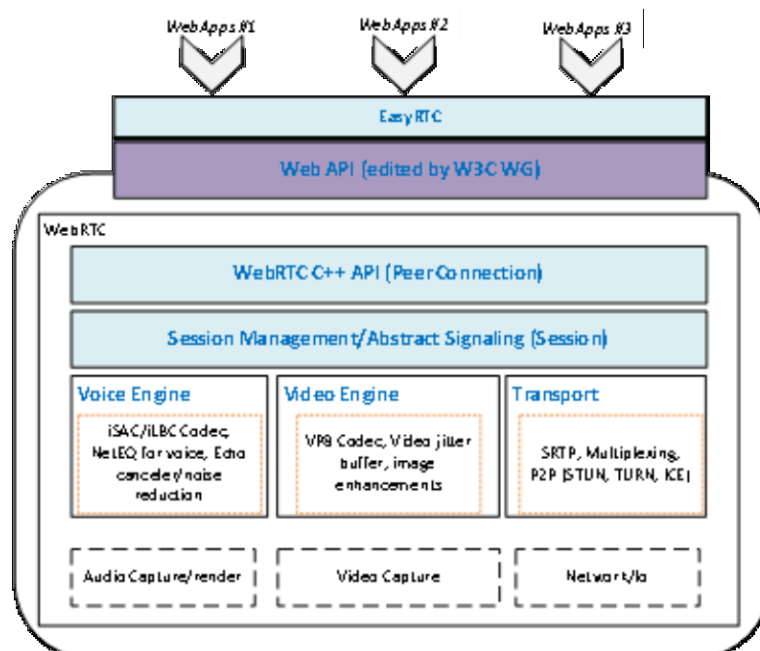 WebApps #1 WebApps #2 WebApps #3
EasyRTC
Web API (edited by W3C WG)
WebRTC
WebRTC C++ API (PeerConnection)
Session Management/Abstract Signaling (Session)
Voice Engine
iSAC/iLBC Codec,
NetEQ for voice, Echo
canceler/noise
reduction
Video Engine
VP8 Codec, Video jitter
buffer, image
enhancements
Transport
SRTP, Multiplexing,
P2P (STUN, TURN, ICE)
Audio Capture/render
Video Capture
Network/Io